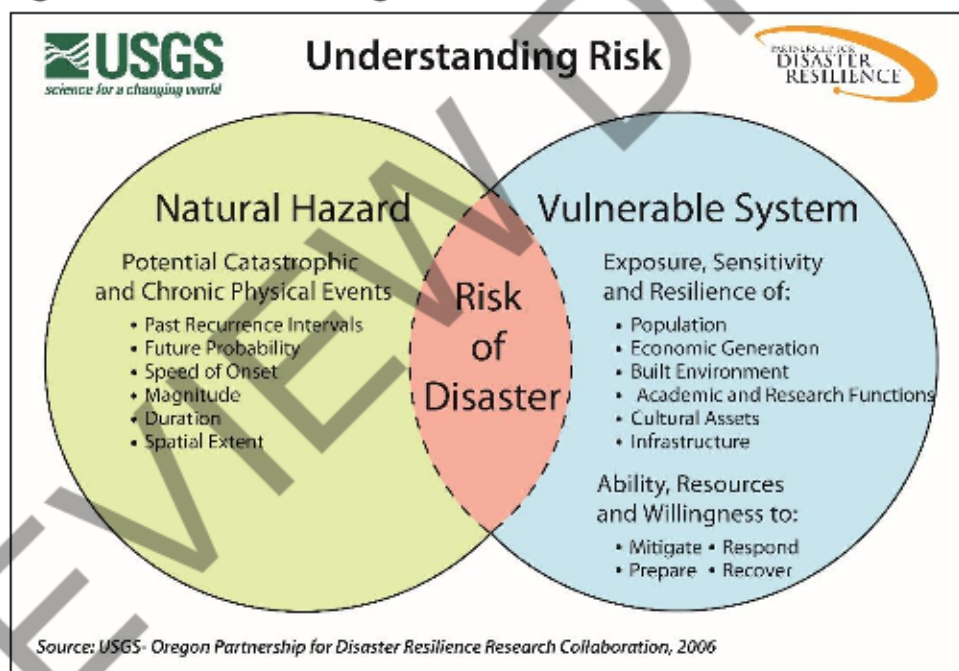 USGS
science for a changing world
Understanding Risk
PARTNERSHIP FOR
DISASTER
RESILIENCE
Natural Hazard
Potential Catastrophic
and Chronic Physical Events
• Past Recurrence Intervals
• Future Probability
• Speed of Onset
• Magnitude
• Duration
• Spatial Extent
Risk
of
Disaster
Vulnerable System
Exposure, Sensitivity
and Resilience of:
• Population
• Economic Generation
• Built Environment
• Academic and Research Functions
• Cultural Assets
• Infrastructure
Ability, Resources
and Willingness to:
• Mitigate • Respond
• Prepare • Recover
Source: USGS- Oregon Partnership for Disaster Resilience Research Collaboration, 2006
EVIEW D